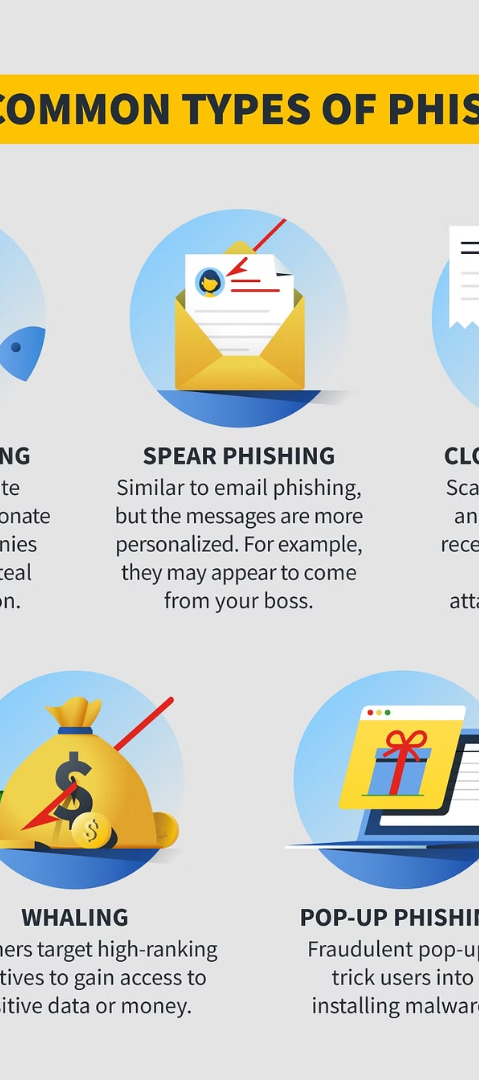 COMMON TYPES OF PHIS
NG
te
onate
nies
teal
on.
SPEAR PHISHING
Similar to email phishing,
but the messages are more
personalized. For example,
they may appear to come
from your boss.
CLO
Sca
an
rece
atta
$
$
WHALING
ners target high-ranking
tives to gain access to
sitive data or money.
POP-UP PHISHIN
Fraudulent pop-up
trick users into
installing malwar